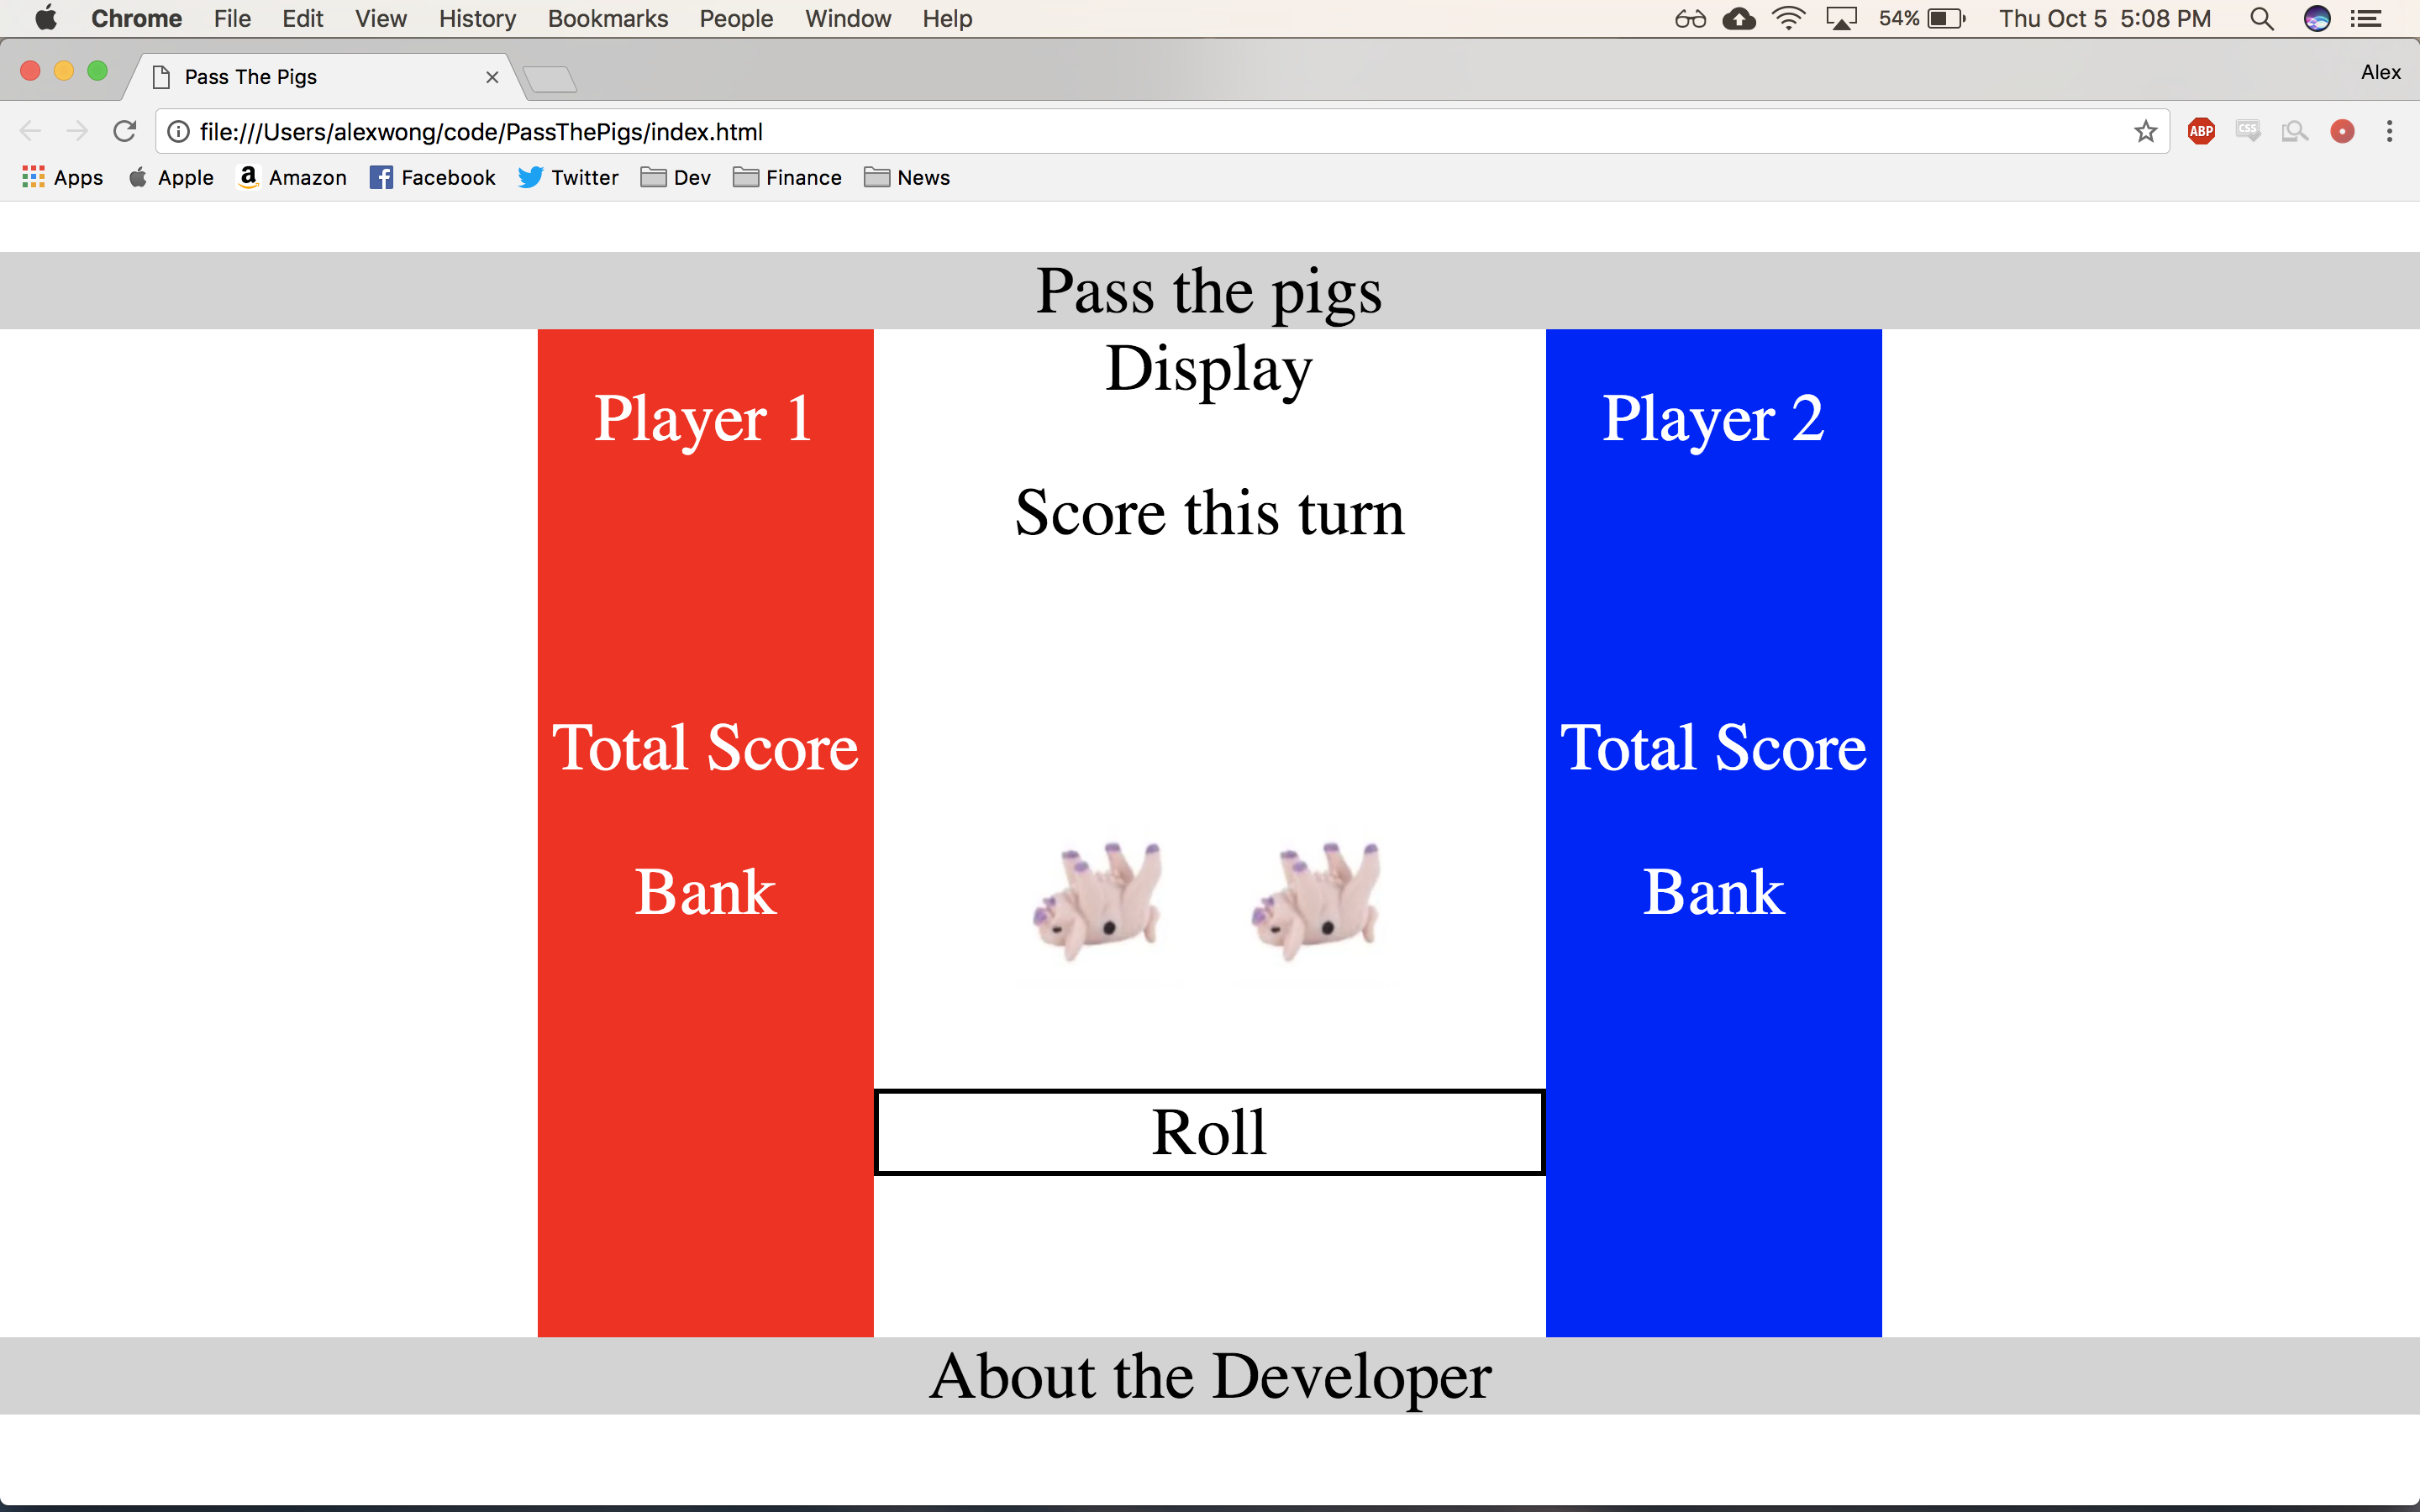 Chrome File Edit View History Bookmarks People Window Help 54% Thu Oct 5 5:08 PM
Pass The Pigs Alex
file:///Users/alexwong/code/PassThePigs/index.html ABP CSS
Apps Apple Amazon Facebook Twitter Dev Finance News
Pass the pigs
Display
Player 1
Player 2
Score this turn
Total Score
Total Score
Bank
Bank
Roll
About the Developer